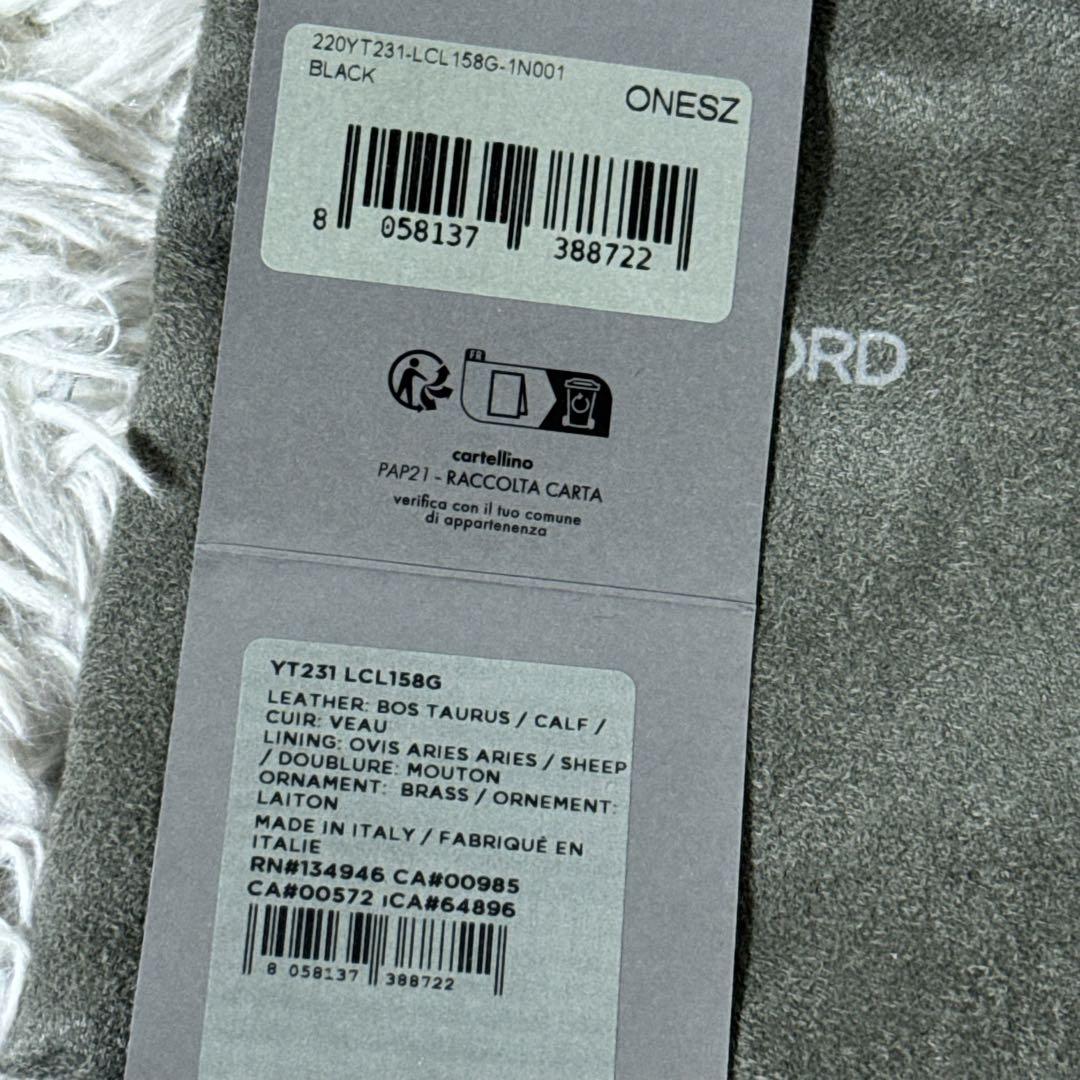 220YT231-LCL158G-1N001
BLACK
ONESZ
8 058137 388722
ORD
FR
cartellino
PAP21 - RACCOLTA CARTA
verifica con il tuo comune
di appartenenza
YT231 LCL158G
LEATHER: BOS TAURUS / CALF /
CUIR: VEAU
LINING: OVIS ARIES ARIES / SHEEP
/ DOUBLURE: MOUTON
ORNAMENT: BRASS / ORNEMENT:
LAITON
MADE IN ITALY / FABRIQUÉ EN
ITALIE
RN#134946 CA#00985
CA#00572 ICA#64896
8 058137 388722